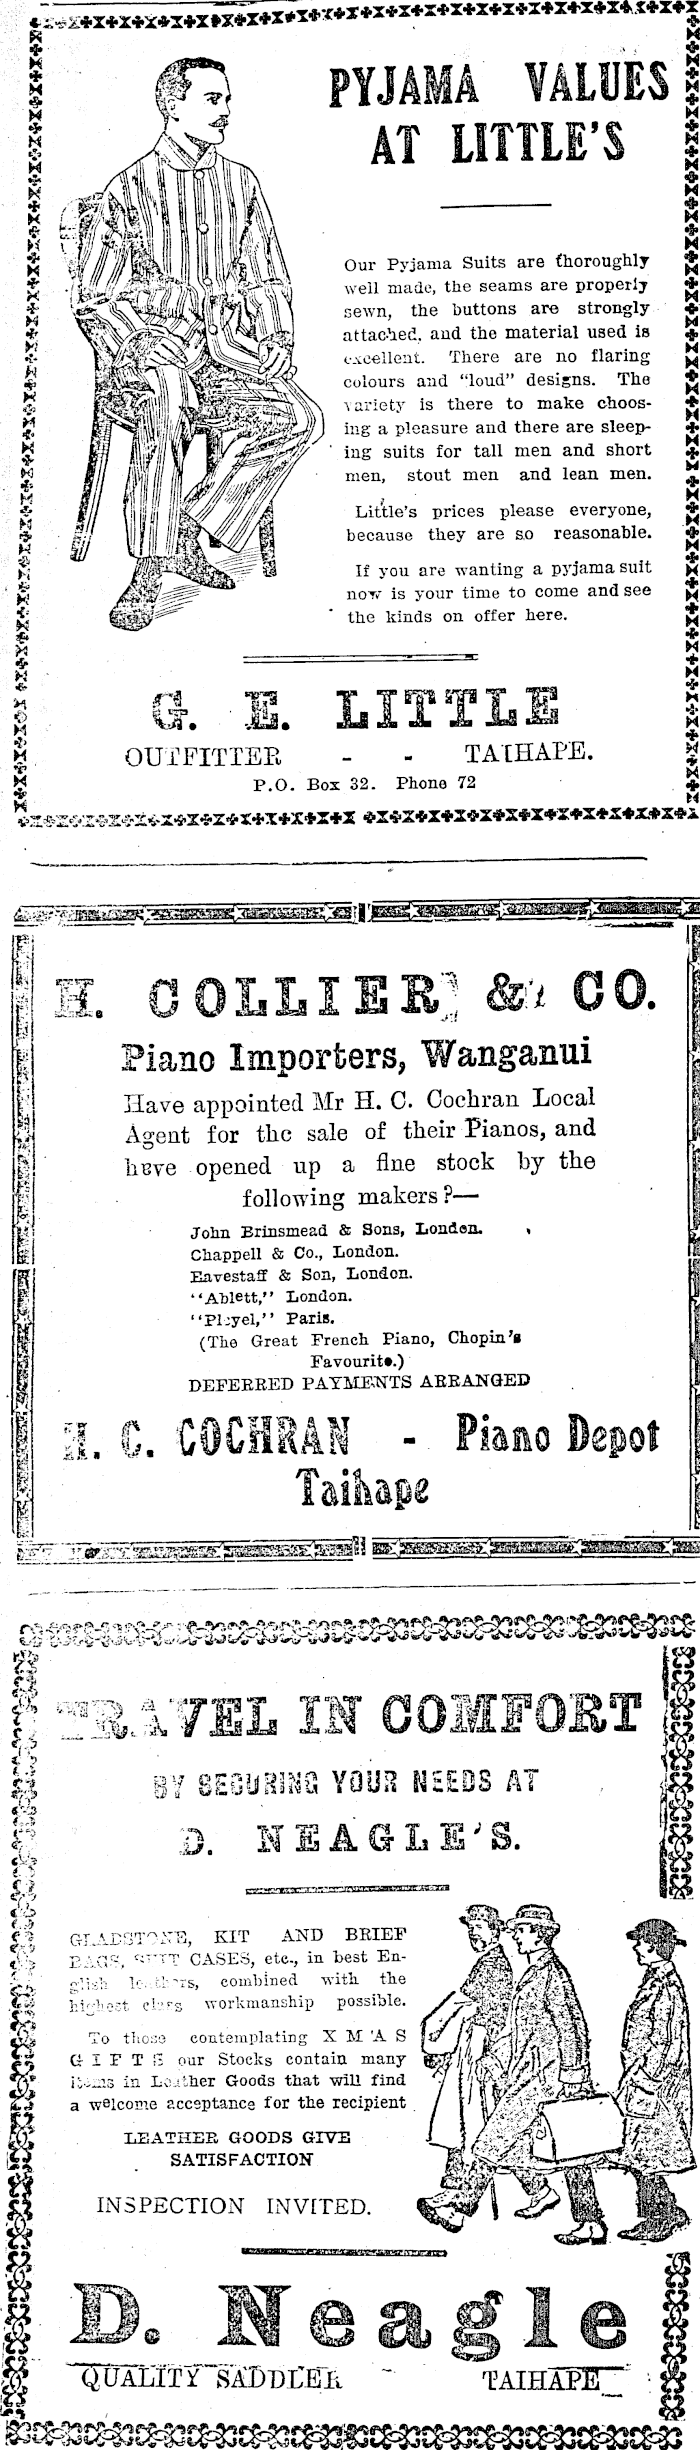 PYJAMA VALUES
AT LITTLE'S
Our Pyjama Suits are thoroughly
well made, the seams are properly
sewn, the buttons are strongly
attached, and the material used is
excellent. There are no flaring
colours and "loud" designs. The
variety is there to make choos-
ing a pleasure and there are sleep-
ing suits for tall men and short
men, stout men and lean men.
Little's prices please everyone,
because they are so reasonable.
If you are wanting a pyjama suit
now is your time to come and see
the kinds on offer here.
G. E. LITTLE
OUTFITTER - - TAIHAPE.
P.O. Box 32. Phone 72
H. COLLIER & CO.
Piano Importers, Wanganui
Have appointed Mr H. C. Cochran Local
Agent for the sale of their Pianos, and
have opened up a fine stock by the
following makers?—
John Brinsmead & Sons, London.
Chappell & Co., London.
Eavestaff & Son, London.
"Ablett," London.
"Pleyel," Paris.
(The Great French Piano, Chopin's
Favourite.)
DEFERRED PAYMENTS ARRANGED
H. C. COCHRAN - Piano Depot
Taihape
TRAVEL IN COMFORT
BY SECURING YOUR NEEDS AT
D. NEAGLE'S.
GLADSTONE, KIT AND BRIEF
BAGS, SUIT CASES, etc., in best En-
glish leathers, combined with the
highest class workmanship possible.
To those contemplating XM'AS
GIFTS our Stocks contain many
items in Leather Goods that will find
a welcome acceptance for the recipient
LEATHER GOODS GIVE
SATISFACTION
INSPECTION INVITED.
D. Neagle
QUALITY SADDLER - TAIHAPE